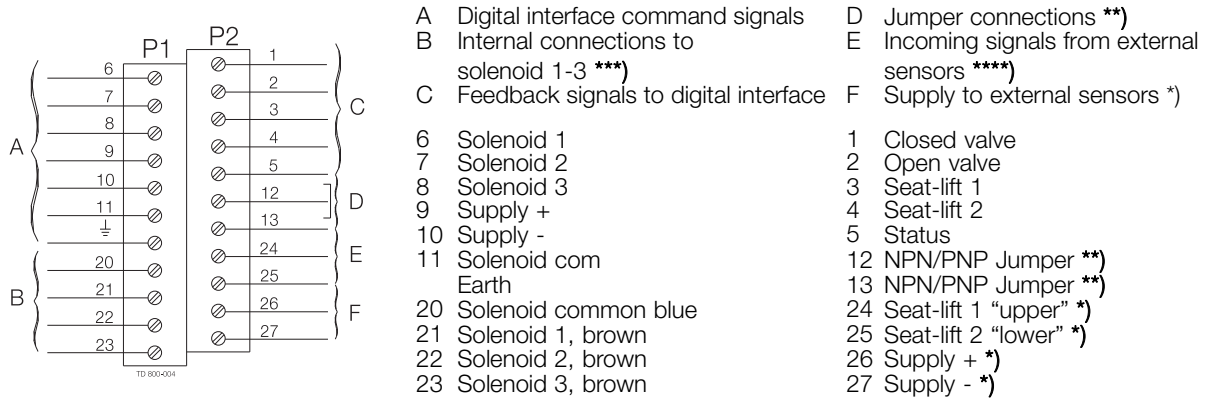 P1
P2
6
7
8
9
10
11
20
21
22
23
1
2
3
4
5
12
13
24
25
26
27
A
B
C
D
E
F
TD 800-004
A Digital interface command signals
B Internal connections to
solenoid 1-3 ***)
C Feedback signals to digital interface
6 Solenoid 1
7 Solenoid 2
8 Solenoid 3
9 Supply +
10 Supply -
11 Solenoid com
Earth
20 Solenoid common blue
21 Solenoid 1, brown
22 Solenoid 2, brown
23 Solenoid 3, brown
D Jumper connections **)
E Incoming signals from external
sensors ****)
F Supply to external sensors *)
1 Closed valve
2 Open valve
3 Seat-lift 1
4 Seat-lift 2
5 Status
12 NPN/PNP Jumper **)
13 NPN/PNP Jumper **)
24 Seat-lift 1 “upper” *)
25 Seat-lift 2 “lower” *)
26 Supply + *)
27 Supply - *)